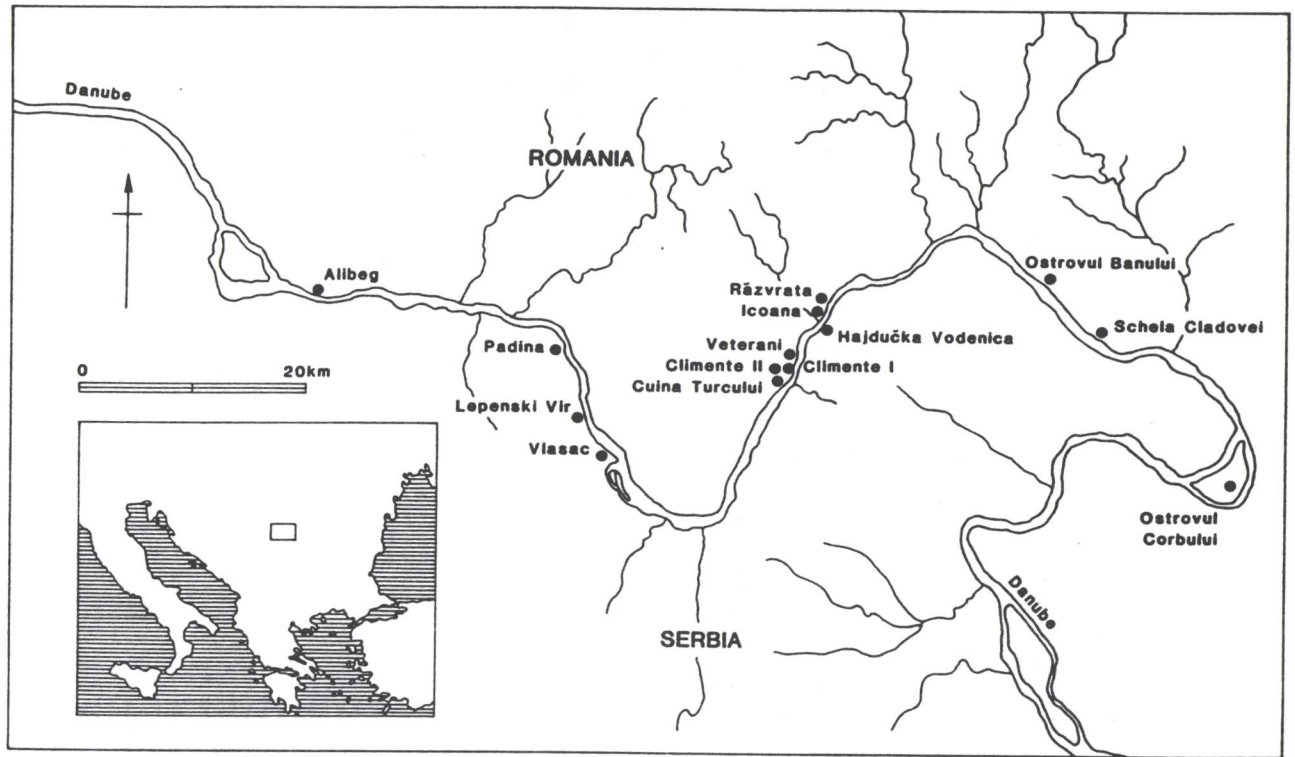 Danube
ROMANIA
Alibeg
Ostrovul Banului
Răzvrata
Icoana
Hajdučka Vodenica
Schela Cladovei
Veterani
Padina
Climente II
Climente I
Cuina Turcului
0 20km
Lepenski Vir
Vlasac
Ostrovul
Corbului
Danube
SERBIA